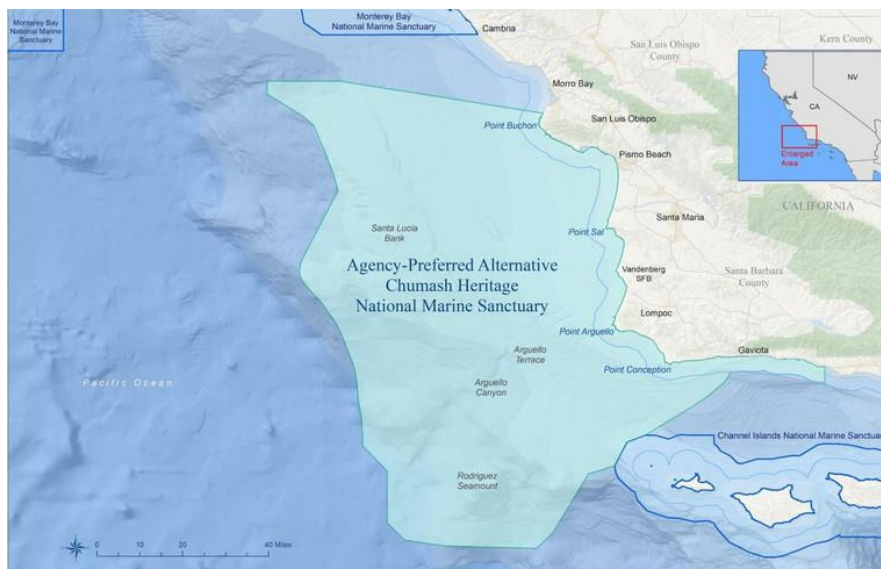 Monterey Bay
National Marine
Sanctuary
Monterey Bay
National Marine Sanctuary
Cambria
San Luis Obispo
County
Kern County
Morro Bay
NV
CA
Enlarged
Area
Point Buchon
San Luis Obispo
Pismo Beach
CALIFORNIA
Santa Lucia
Bank
Point Sal
Santa Maria
Agency-Preferred Alternative
Chumash Heritage
National Marine Sanctuary
Vandenberg
SFB
Santa Barbara
County
Lompoc
Point Arguello
Arguello
Terrace
Gaviota
Point Conception
Pacific Ocean
Arguello
Canyon
Channel Islands National Marine Sanctuar
Rodriguez
Seamount
0 10 20 40 Miles